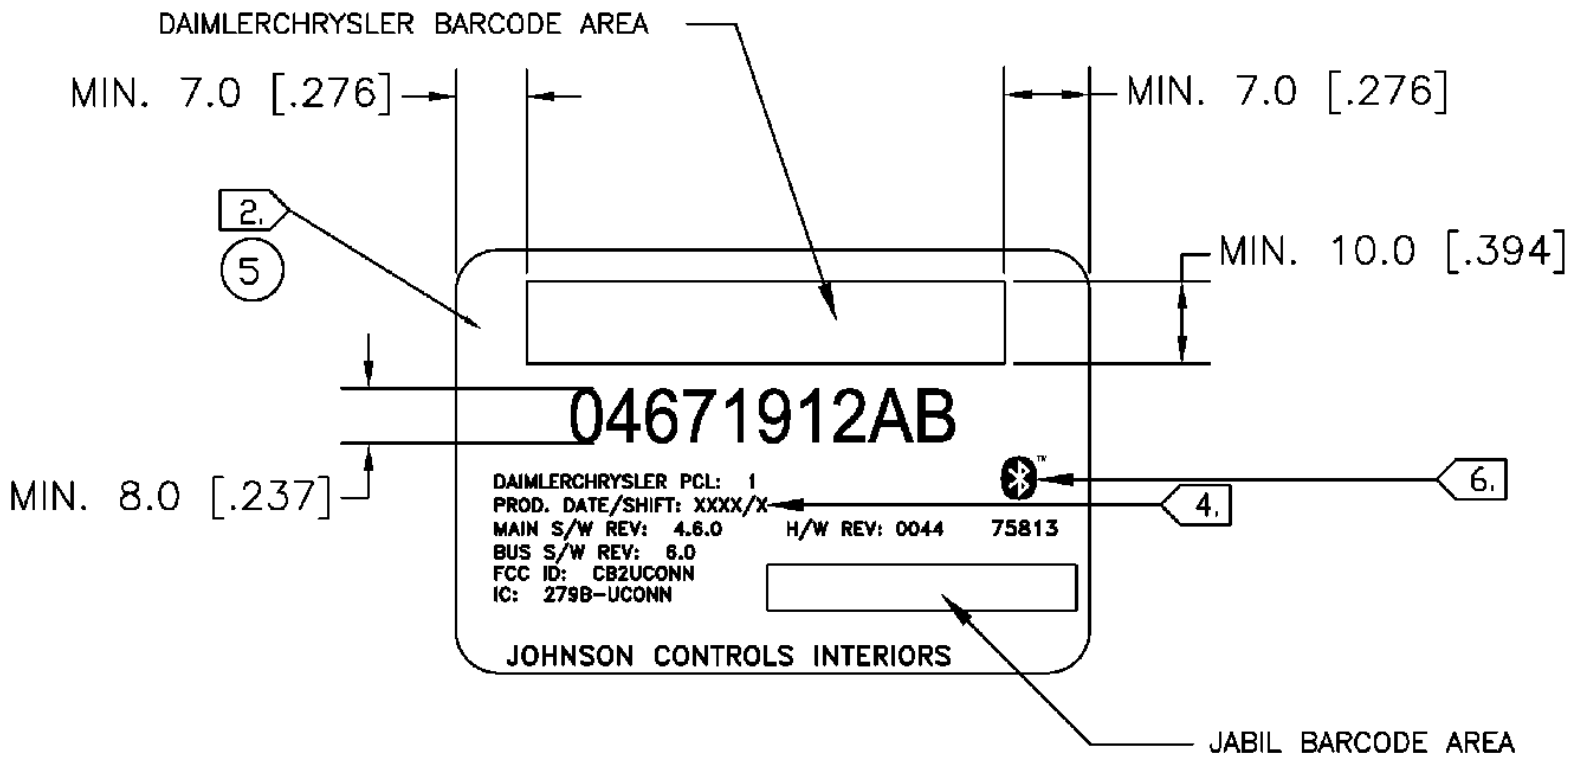 DAIMLERCHRYSLER BARCODE AREA
MIN. 7.0 [.276]
MIN. 7.0 [.276]
2.
5
MIN. 10.0 [.394]
04671912AB
MIN. 8.0 [.237]
DAIMLERCHRYSLER PCL: 1
PROD. DATE/SHIFT: XXXX/X
MAIN S/W REV: 4.6.0 H/W REV: 0044 75813
BUS S/W REV: 6.0
FCC ID: CB2UCONN
IC: 279B-UCONN
TM
6.
4.
JOHNSON CONTROLS INTERIORS
JABIL BARCODE AREA